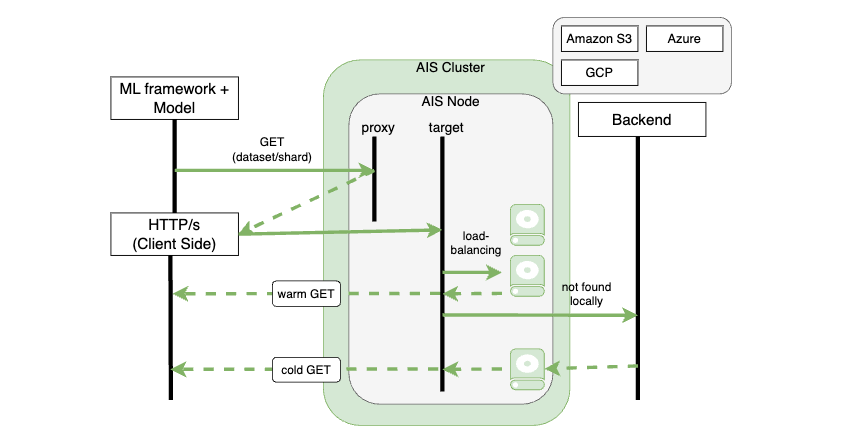 Amazon S3
Azure
GCP
AIS Cluster
ML framework +
Model
AIS Node
Backend
proxy
target
GET
(dataset/shard)
HTTP/s
(Client Side)
load-
balancing
warm GET
not found
locally
cold GET